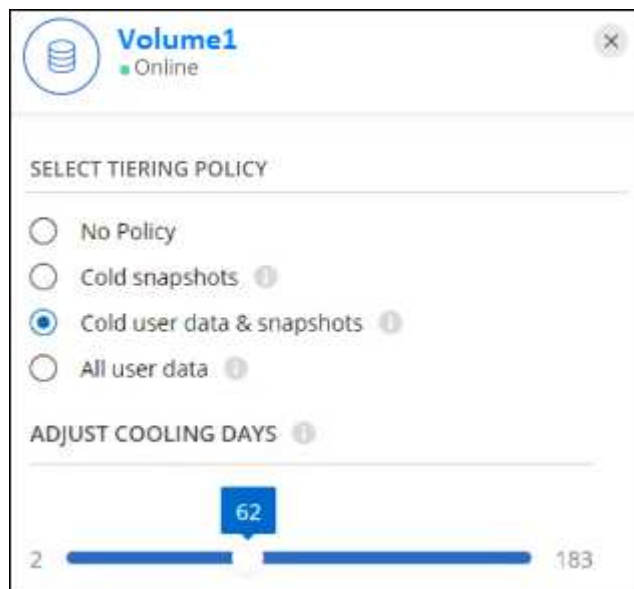 Volume1
Online
SELECT TIERING POLICY
No Policy
Cold snapshots
Cold user data & snapshots
All user data
ADJUST COOLING DAYS
62
2 183